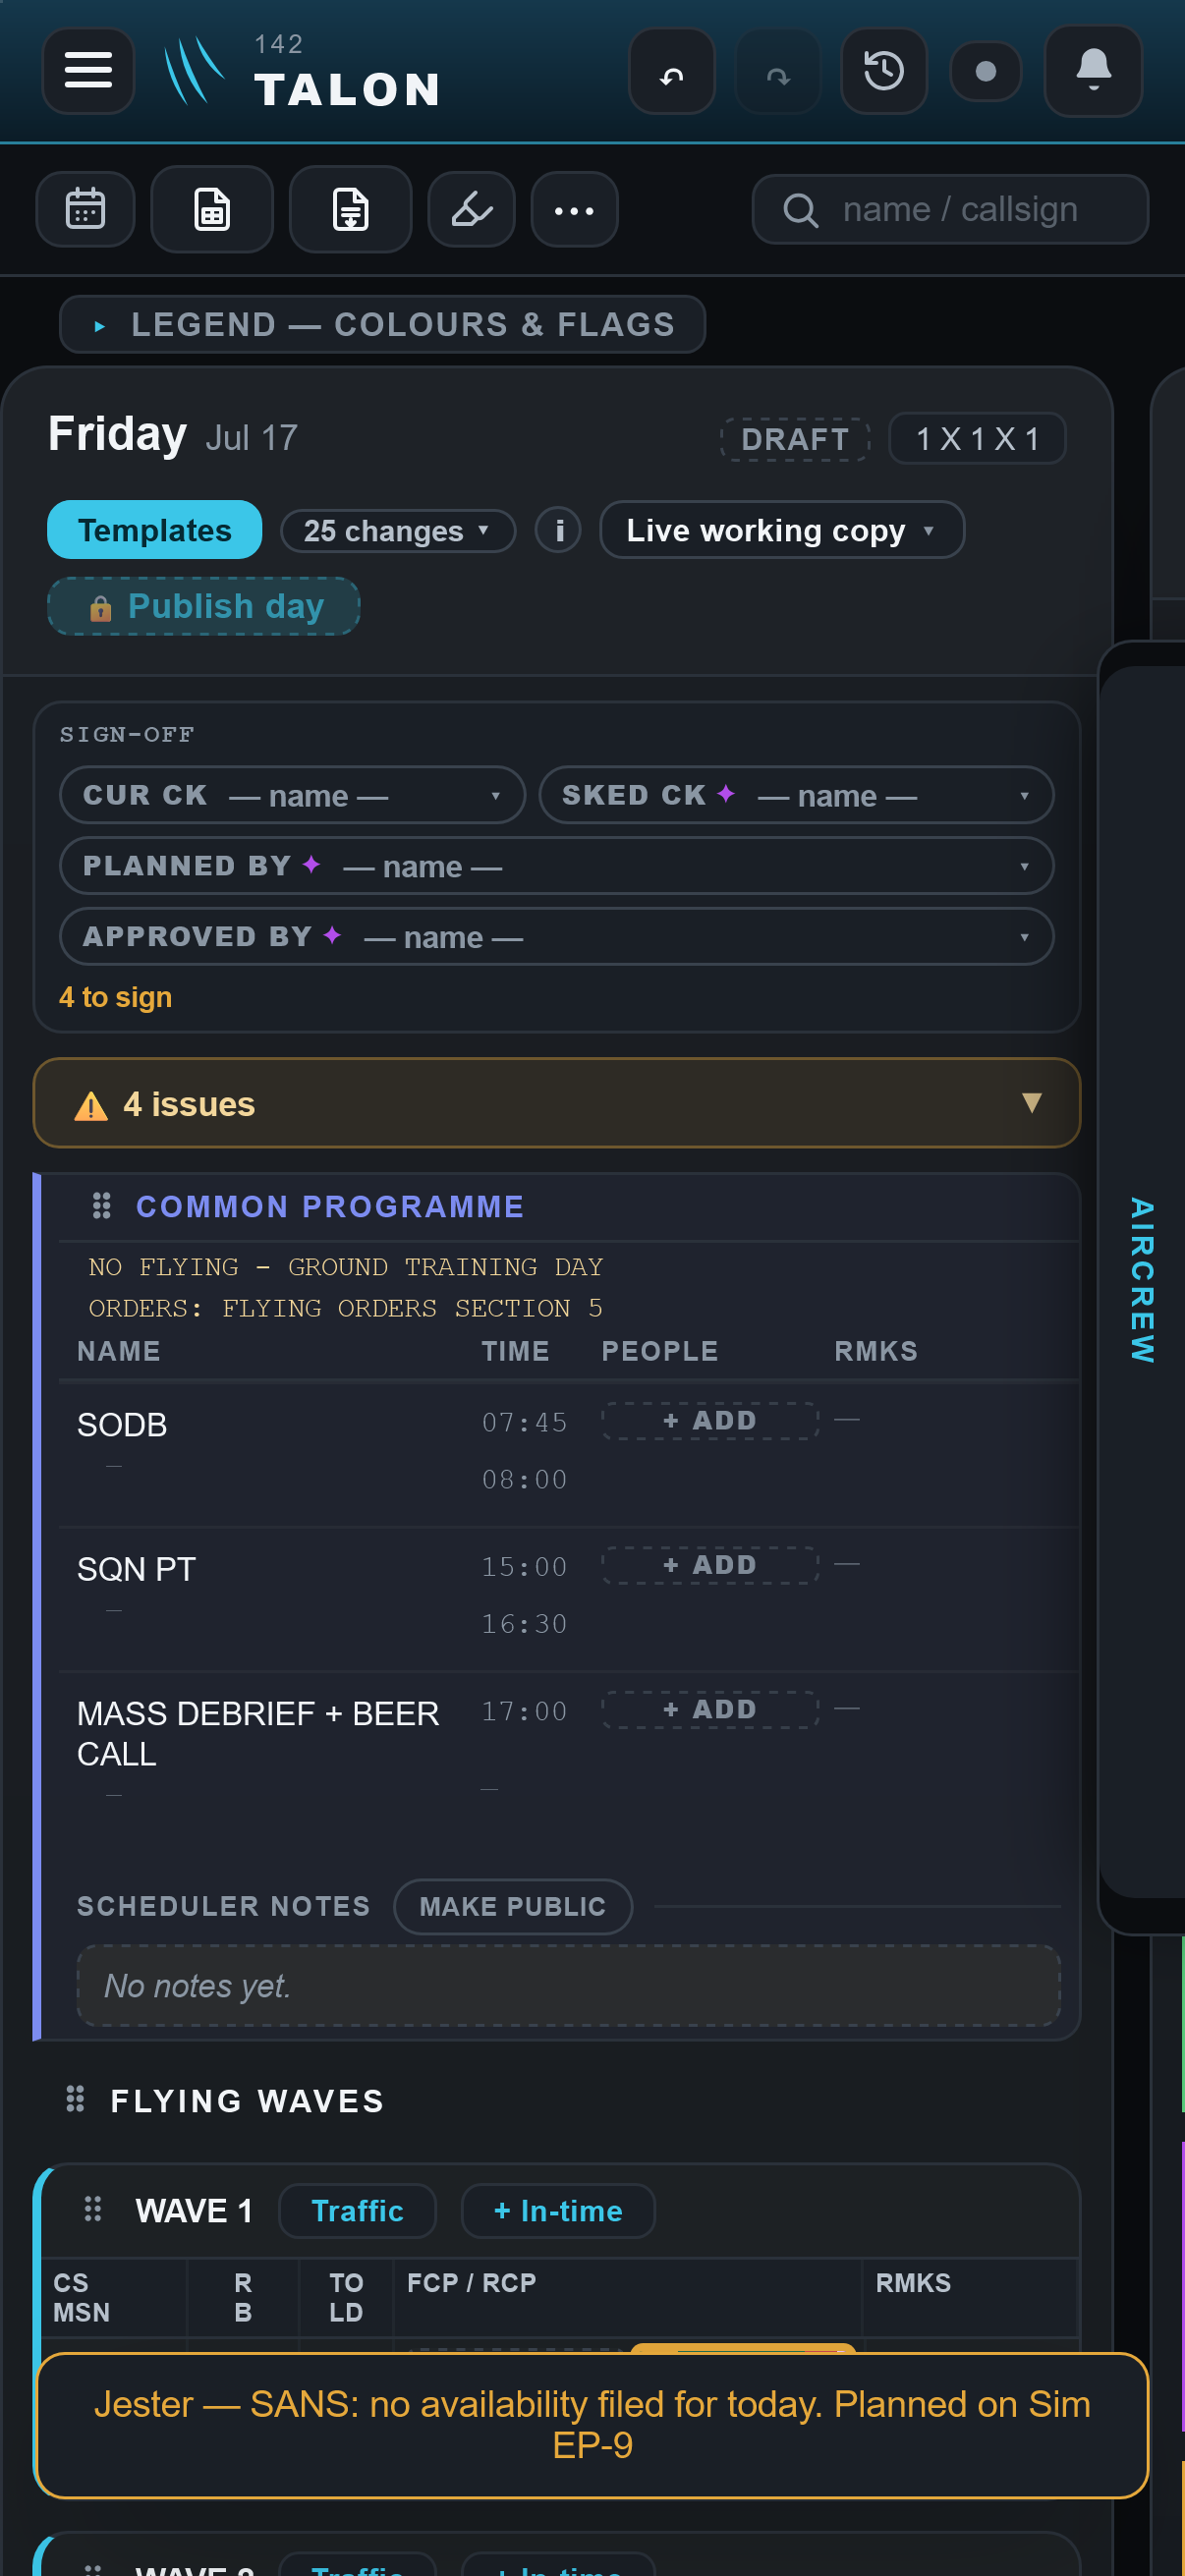 142
TALON
name / callsign
▸ LEGEND — COLOURS & FLAGS
Friday Jul 17 DRAFT 1 X 1 X 1
Templates 25 changes ▾ i Live working copy ▾
Publish day
SIGN-OFF
CUR CK — name — ▾ SKED CK ✦ — name — ▾
PLANNED BY ✦ — name — ▾
APPROVED BY ✦ — name — ▾
4 to sign
4 issues ▼
COMMON PROGRAMME
NO FLYING - GROUND TRAINING DAY
ORDERS: FLYING ORDERS SECTION 5
NAME TIME PEOPLE RMKS
SODB 07:45 + ADD —
— 08:00
SQN PT 15:00 + ADD —
— 16:30
MASS DEBRIEF + BEER 17:00 + ADD —
CALL
— —
SCHEDULER NOTES MAKE PUBLIC
No notes yet.
AIRCREW
FLYING WAVES
WAVE 1 Traffic + In-time
CS R TO FCP / RCP RMKS
MSN B LD
Jester — SANS: no availability filed for today. Planned on Sim
EP-9
WAVE 2 Traffic + In-time